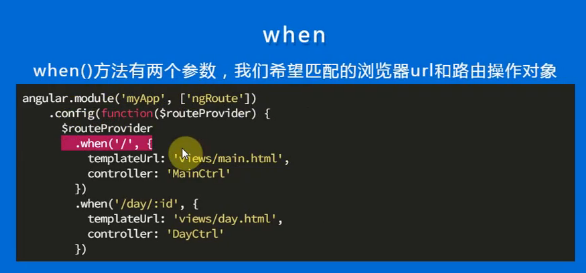 when
when()方法有两个参数，我们希望匹配的浏览器url和路由操作对象
angular.module('myApp', ['ngRoute'])
.config(function($routeProvider) {
$routeProvider
.when('/', {
templateUrl: 'views/main.html',
controller: 'MainCtrl'
})
.when('/day/:id', {
templateUrl: 'views/day.html',
controller: 'DayCtrl'
})